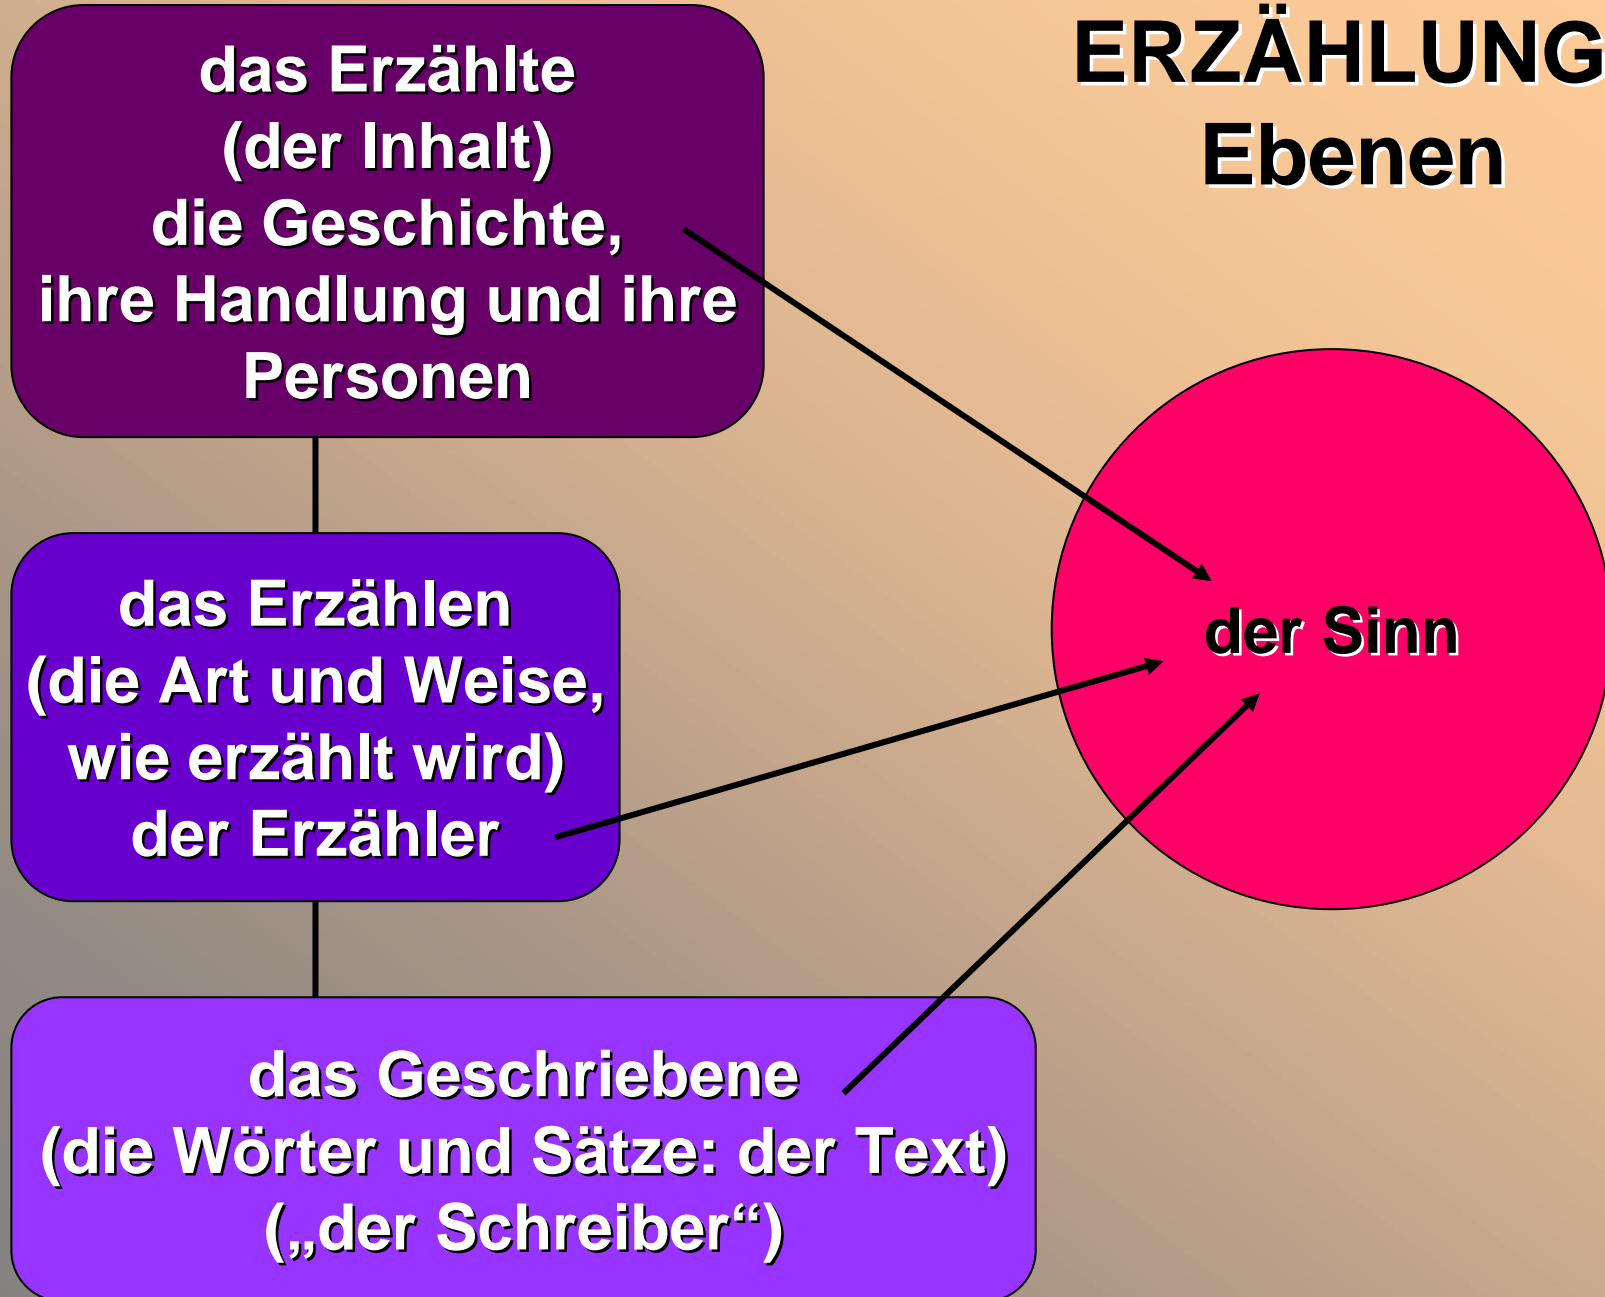 ERZÄHLUNG
Ebenen
das Erzählte
(der Inhalt)
die Geschichte,
ihre Handlung und ihre
Personen
das Erzählen
(die Art und Weise,
wie erzählt wird)
der Erzähler
das Geschriebene
(die Wörter und Sätze: der Text)
(„der Schreiber“)
der Sinn